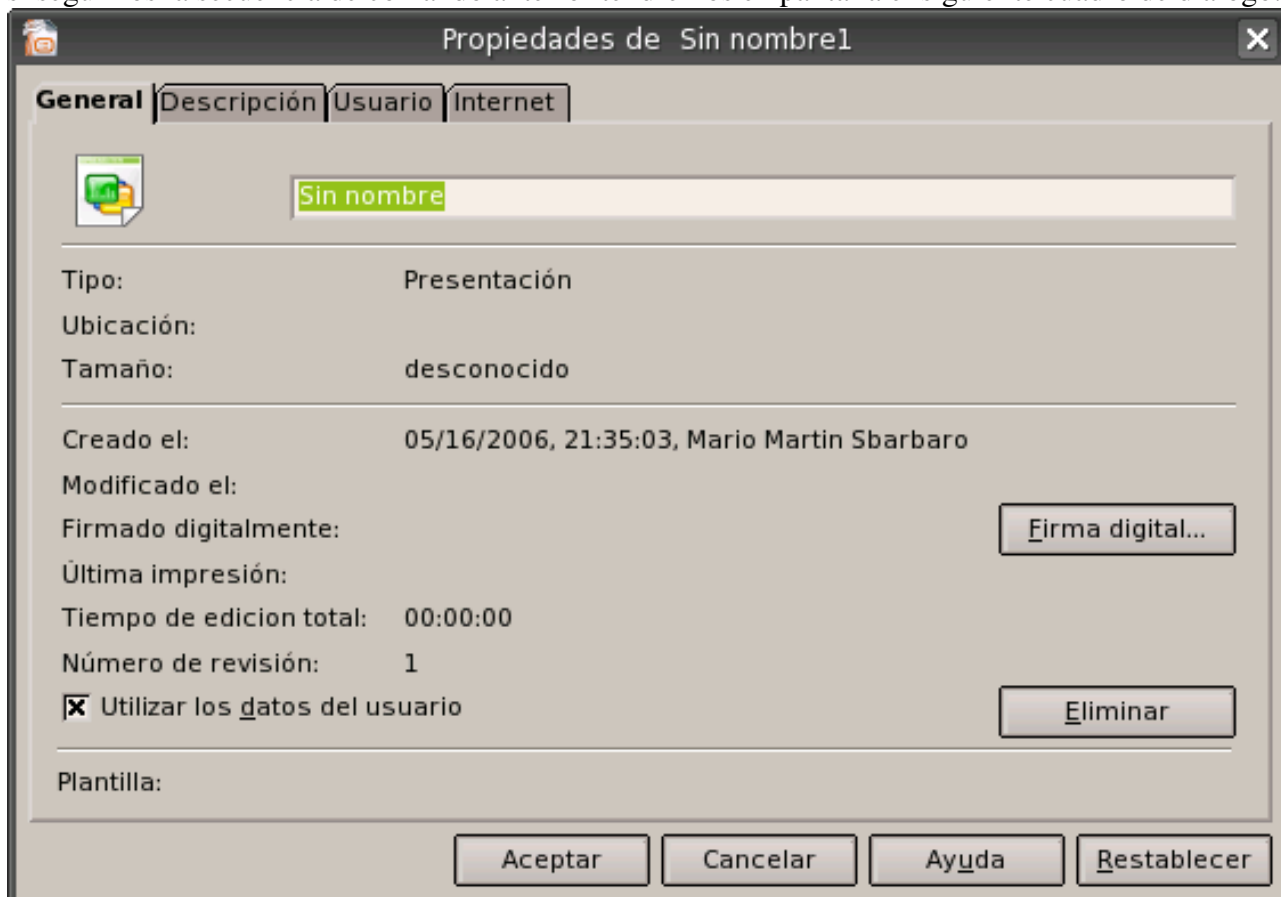 Propiedades de Sin nombre1
General Descripción Usuario Internet
Sin nombre
Tipo: Presentación
Ubicación:
Tamaño: desconocido
Creado el: 05/16/2006, 21:35:03, Mario Martin Sbarbaro
Modificado el:
Firmado digitalmente: Firma digital...
Última impresión:
Tiempo de edicion total: 00:00:00
Número de revisión: 1
Utilizar los datos del usuario Eliminar
Plantilla:
Aceptar Cancelar Ayuda Restablecer